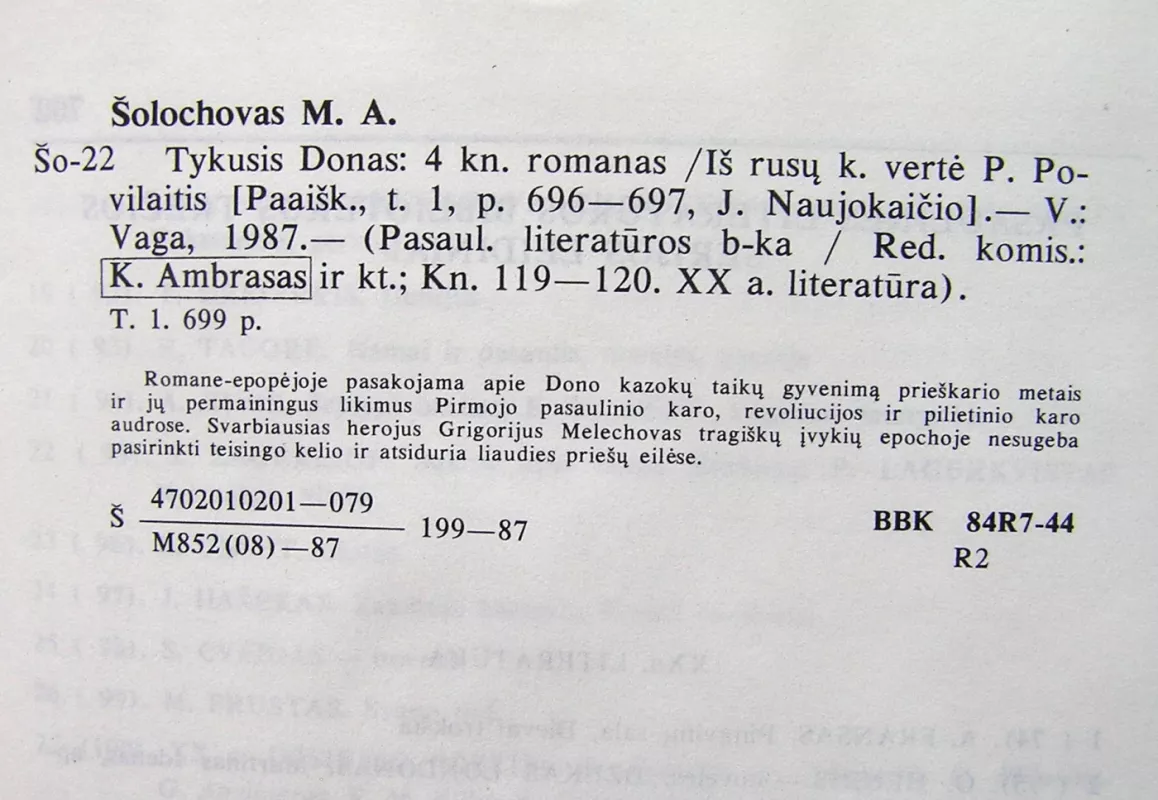 Šolochovas M. A.
Šo-22 Tykusis Donas: 4 kn. romanas /Iš rusų k. vertė P. Po-
vilaitis [Paaišk., t. 1, p. 696—697, J. Naujokaičio].— V.:
Vaga, 1987.— (Pasaul. literatūros b-ka / Red. komis.:
K. Ambrasas ir kt.; Kn. 119—120. XX a. literatūra).
T. 1. 699 p.
Romane-epopėjoje pasakojama apie Dono kazokų taikų gyvenimą prieškario metais
ir jų permainingus likimus Pirmojo pasaulinio karo, revoliucijos ir pilietinio karo
audrose. Svarbiausias herojus Grigorijus Melechovas tragiškų įvykių epochoje nesugeba
pasirinkti teisingo kelio ir atsiduria liaudies priešų eilėse.
Š 4702010201—079
M852(08)—87
199—87
BBK 84R7-44
R2